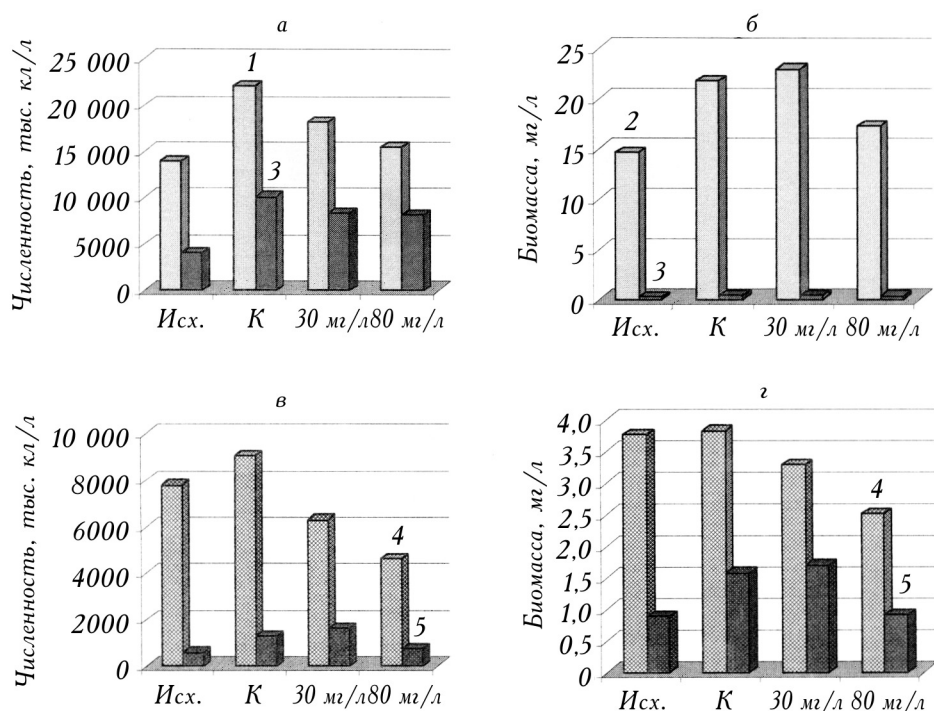 а
Численность, тыс. кл/л
25 000
20 000
15 000
10 000
5000
0
1
3
Исх. К 30 мг/л 80 мг/л
б
Биомасса, мг/л
25
20
15
10
5
0
2
3
Исх. К 30 мг/л 80 мг/л
в
Численность, тыс. кл/л
10 000
8000
6000
4000
2000
0
4
5
Исх. К 30 мг/л 80 мг/л
г
Биомасса, мг/л
4,0
3,5
3,0
2,5
2,0
1,5
1,0
0,5
0
4
5
Исх. К 30 мг/л 80 мг/л